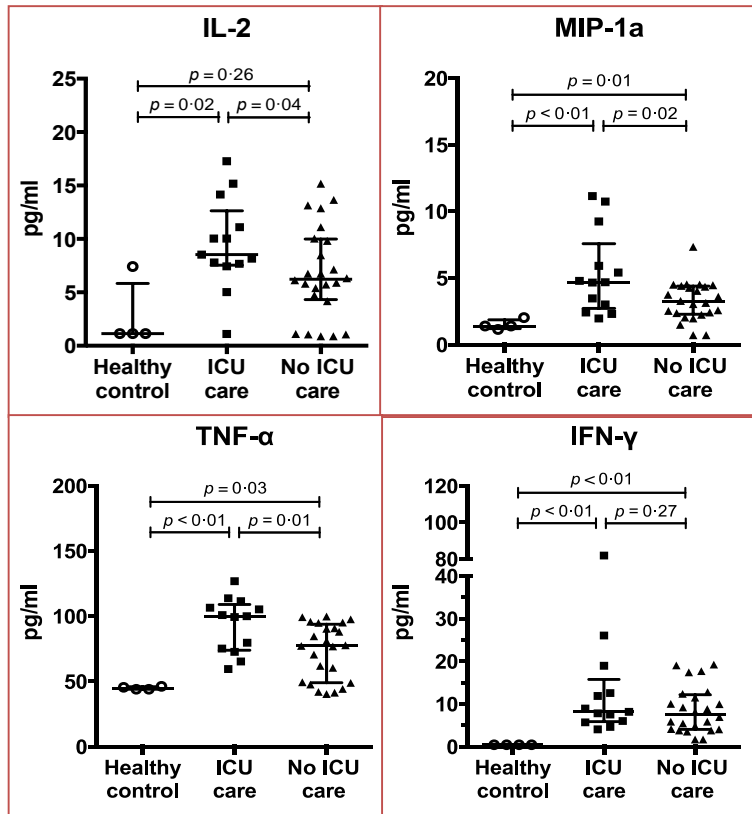 IL-2
pg/ml
25
20
15
10
5
0
p = 0·26
p = 0·02
p = 0·04
Healthy
control
ICU
care
No ICU
care
MIP-1a
pg/ml
20
15
10
5
0
p = 0·01
p < 0·01
p = 0·02
Healthy
control
ICU
care
No ICU
care
TNF-α
pg/ml
200
150
100
50
0
p = 0·03
p < 0·01
p = 0·01
Healthy
control
ICU
care
No ICU
care
IFN-γ
pg/ml
120
100
80
40
30
20
10
0
p < 0·01
p < 0·01
p = 0·27
Healthy
control
ICU
care
No ICU
care